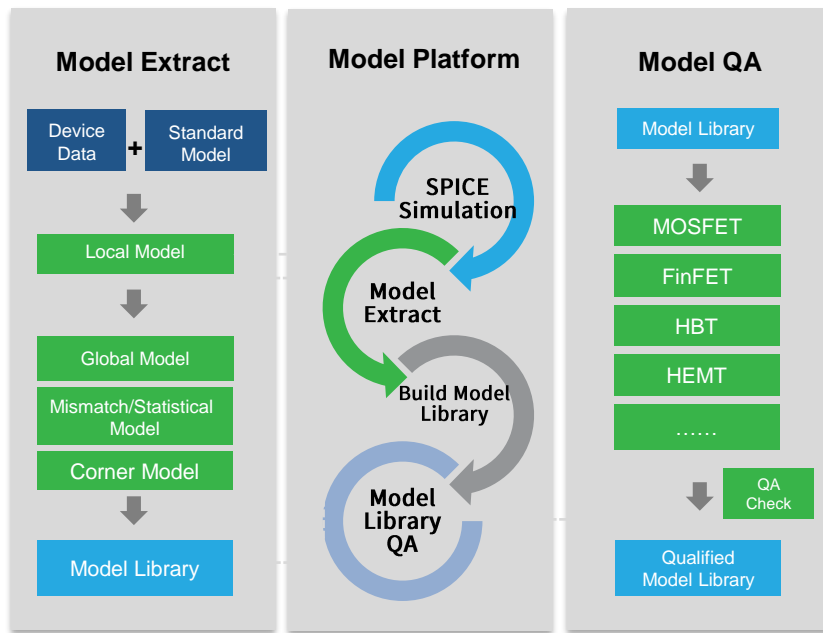 Model Extract
Device
Data
+
Standard
Model
Local Model
Global Model
Mismatch/Statistical
Model
Corner Model
Model Library
Model Platform
SPICE
Simulation
Model
Extract
Build Model
Library
Model
Library
QA
Model QA
Model Library
MOSFET
FinFET
HBT
HEMT
……
QA
Check
Qualified
Model Library